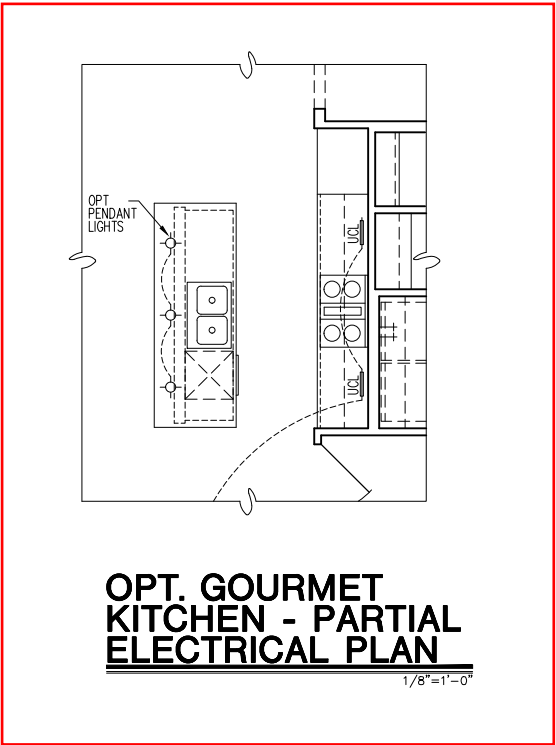 OPT
PENDANT
LIGHTS
UCL
UCL
OPT. GOURMET
KITCHEN - PARTIAL
ELECTRICAL PLAN
1/8"=1'-0"